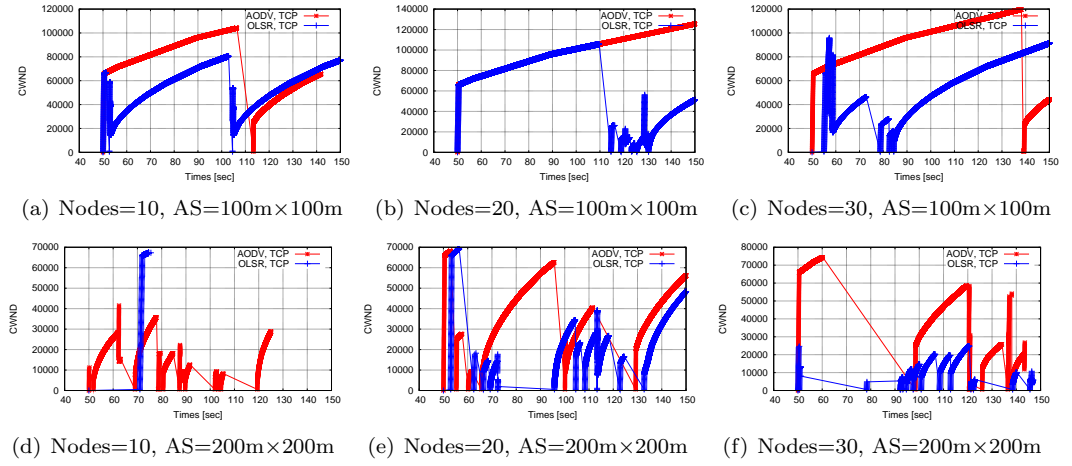 AODV, TCP
OLSR, TCP
CWND
120000
100000
80000
60000
40000
20000
0
40 50 60 70 80 90 100 110 120 130 140 150
Times [sec]
(a) Nodes=10, AS=100m×100m
AODV, TCP
OLSR, TCP
CWND
140000
120000
100000
80000
60000
40000
20000
0
40 50 60 70 80 90 100 110 120 130 140 150
Times [sec]
(b) Nodes=20, AS=100m×100m
AODV, TCP
OLSR, TCP
CWND
120000
100000
80000
60000
40000
20000
0
40 50 60 70 80 90 100 110 120 130 140 150
Times [sec]
(c) Nodes=30, AS=100m×100m
AODV, TCP
OLSR, TCP
CWND
70000
60000
50000
40000
30000
20000
10000
0
40 50 60 70 80 90 100 110 120 130 140 150
Times [sec]
(d) Nodes=10, AS=200m×200m
AODV, TCP
OLSR, TCP
CWND
70000
60000
50000
40000
30000
20000
10000
0
40 50 60 70 80 90 100 110 120 130 140 150
Times [sec]
(e) Nodes=20, AS=200m×200m
AODV, TCP
OLSR, TCP
CWND
80000
70000
60000
50000
40000
30000
20000
10000
0
40 50 60 70 80 90 100 110 120 130 140 150
Times [sec]
(f) Nodes=30, AS=200m×200m